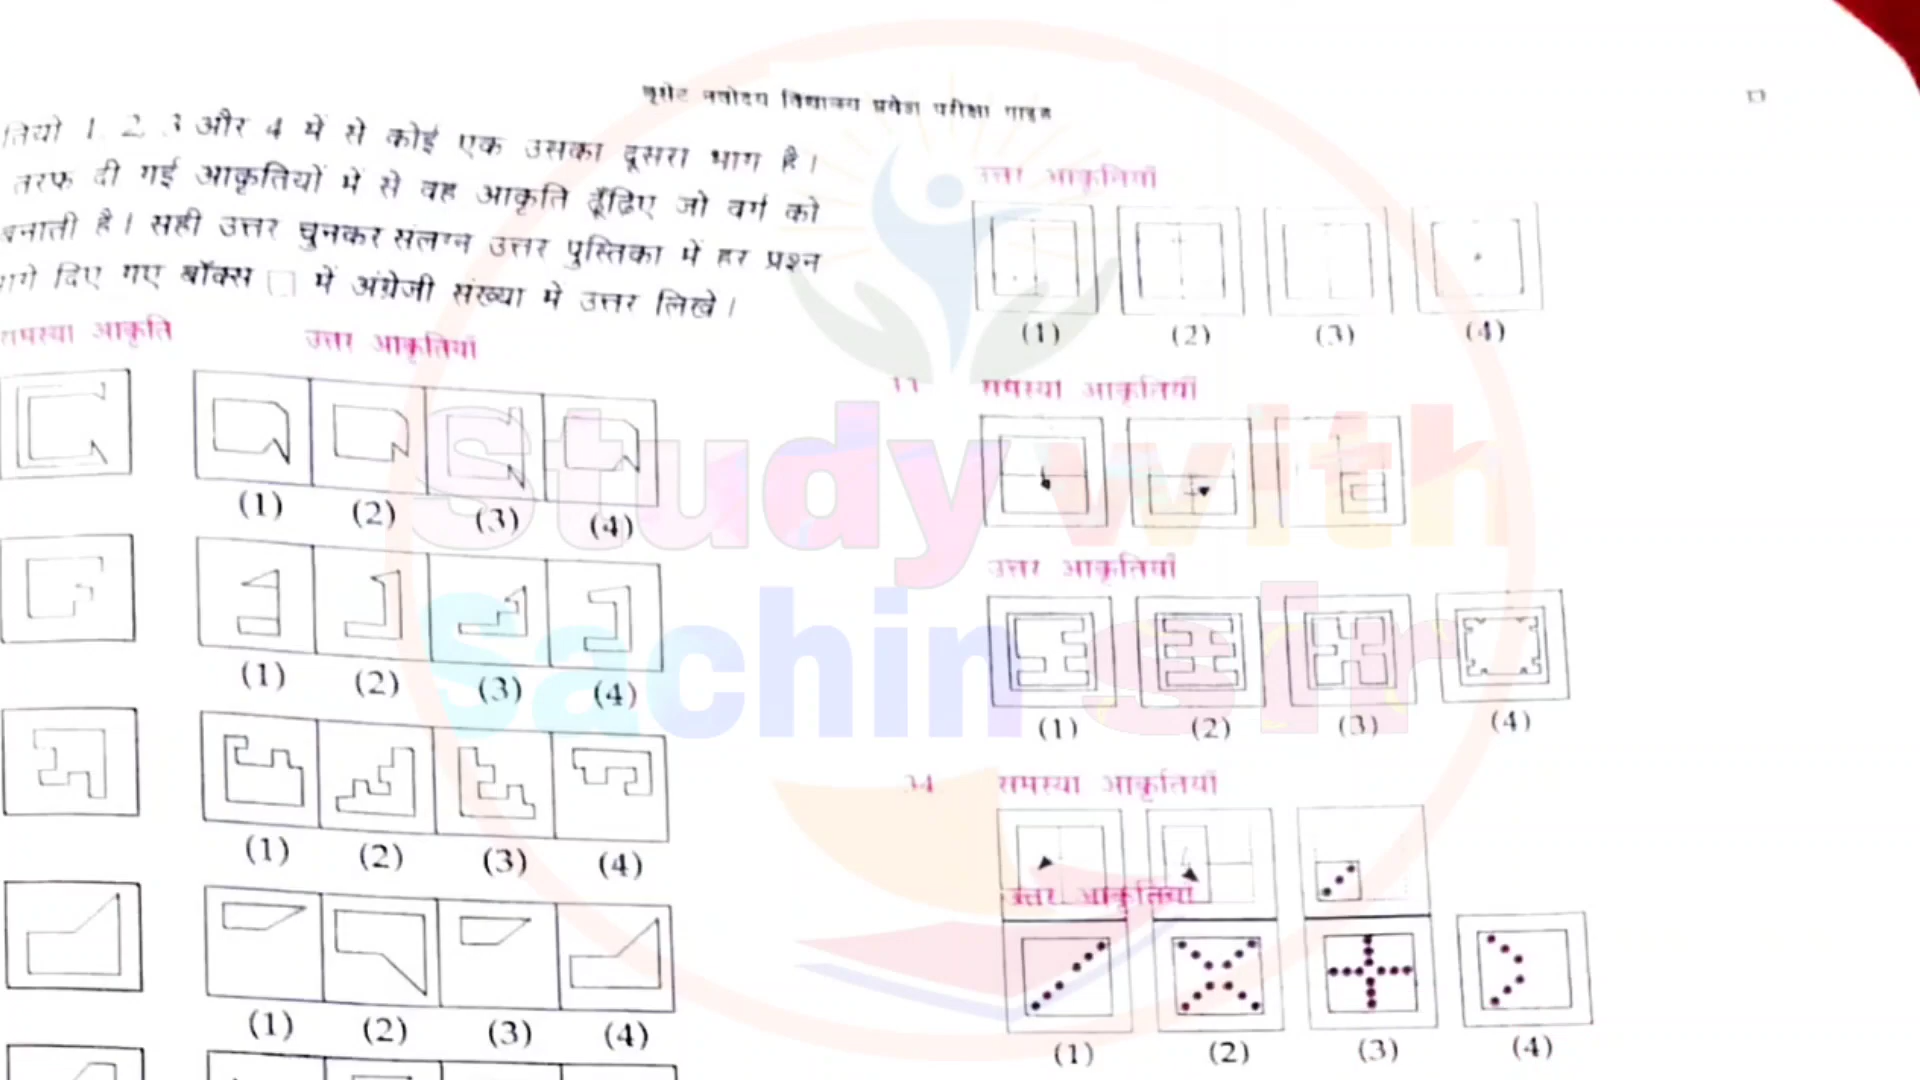 नवोदय विद्यालय प्रवेश परीक्षा गाइड
तियों 1, 2, 3 और 4 में से कोई एक उसका दूसरा भाग है।
तरफ दी गई आकृतियों में से वह आकृति ढूँढिए जो वर्ग को
बनाती है। सही उत्तर चुनकर संलग्न उत्तर पुस्तिका में हर प्रश्न
गे दिए गए बॉक्स □ में अंग्रेजी संख्या मे उत्तर लिखे।
समस्या आकृति उत्तर आकृतियाँ
(1) (2) (3) (4)
(1) (2) (3) (4)
(1) (2) (3) (4)
(1) (2) (3) (4)
उत्तर आकृतियाँ
(1) (2) (3) (4)
समस्या आकृतियाँ
उत्तर आकृतियाँ
(1) (2) (3) (4)
34 समस्या आकृतियाँ
उत्तर आकृतियाँ
(1) (2) (3) (4)
Study with
Sachin sir